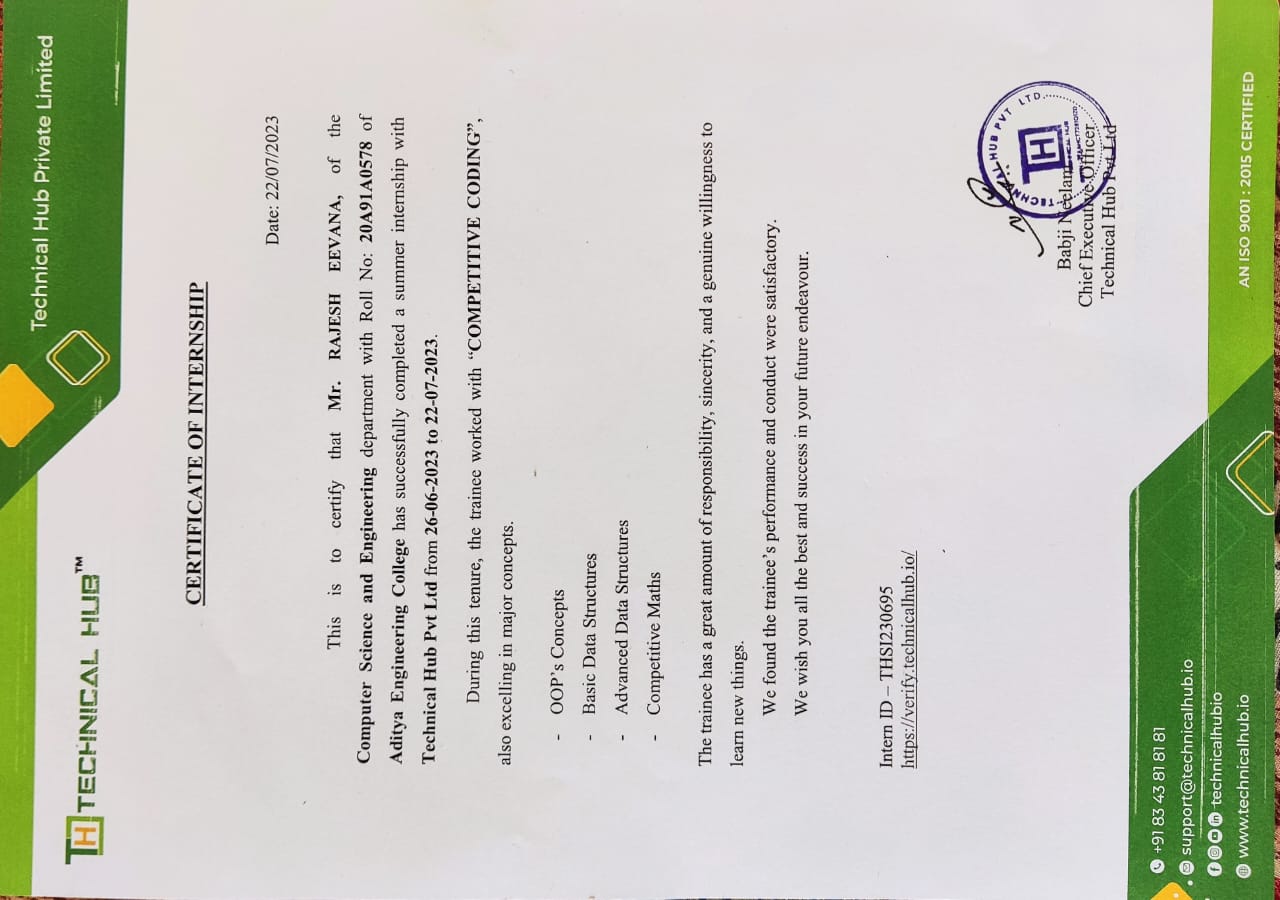 Technical Hub Private Limited
TH TECHNICAL HUB™
CERTIFICATE OF INTERNSHIP
Date: 22/07/2023
This is to certify that Mr. RAJESH EEVANA, of the
Computer Science and Engineering department with Roll No: 20A91A0578 of
Aditya Engineering College has successfully completed a summer internship with
Technical Hub Pvt Ltd from 26-06-2023 to 22-07-2023.
During this tenure, the trainee worked with “COMPETITIVE CODING”,
also excelling in major concepts.
- OOP’s Concepts
- Basic Data Structures
- Advanced Data Structures
- Competitive Maths
The trainee has a great amount of responsibility, sincerity, and a genuine willingness to
learn new things.
We found the trainee’s performance and conduct were satisfactory.
We wish you all the best and success in your future endeavour.
Intern ID – THSI230695
https://verify.technicalhub.io/
TECHNICAL HUB PVT LTD.
TH
Babji Neelam
Chief Executive Officer
Technical Hub Pvt Ltd
+91 83 43 81 81 81
support@technicalhub.io
technicalhubio
www.technicalhub.io
AN ISO 9001 : 2015 CERTIFIED